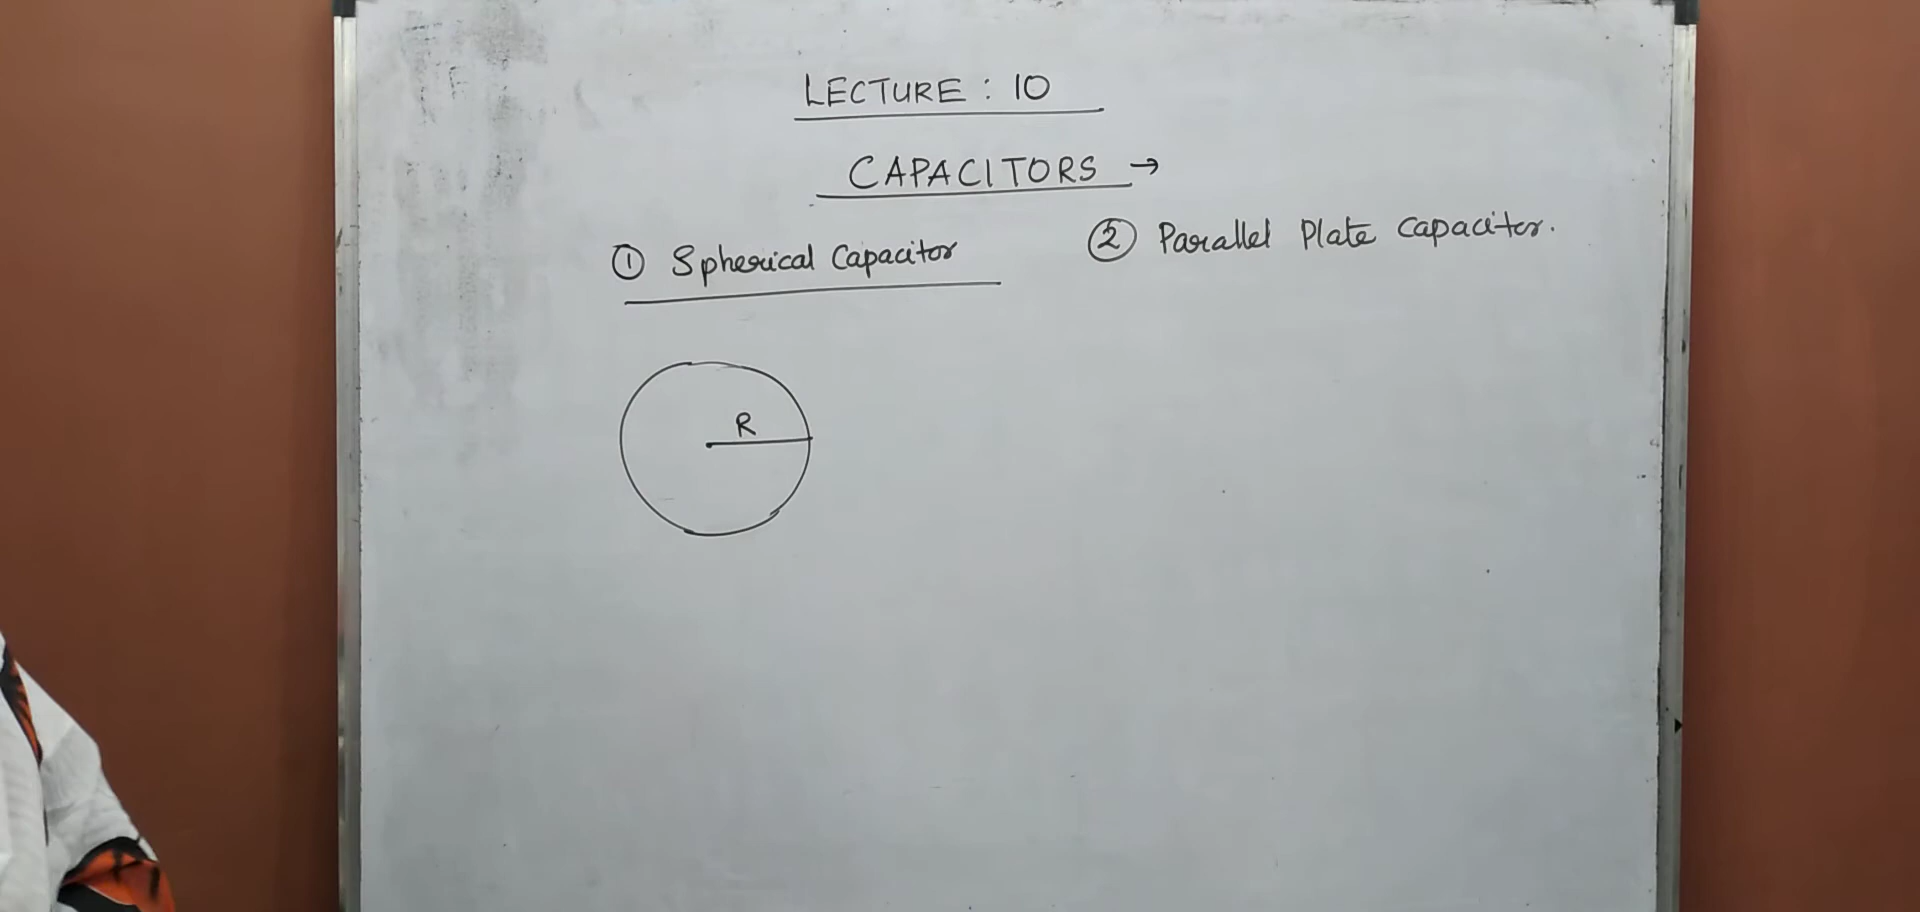 LECTURE : 10
CAPACITORS →
① Spherical Capacitor
② Parallel Plate Capacitor.
R